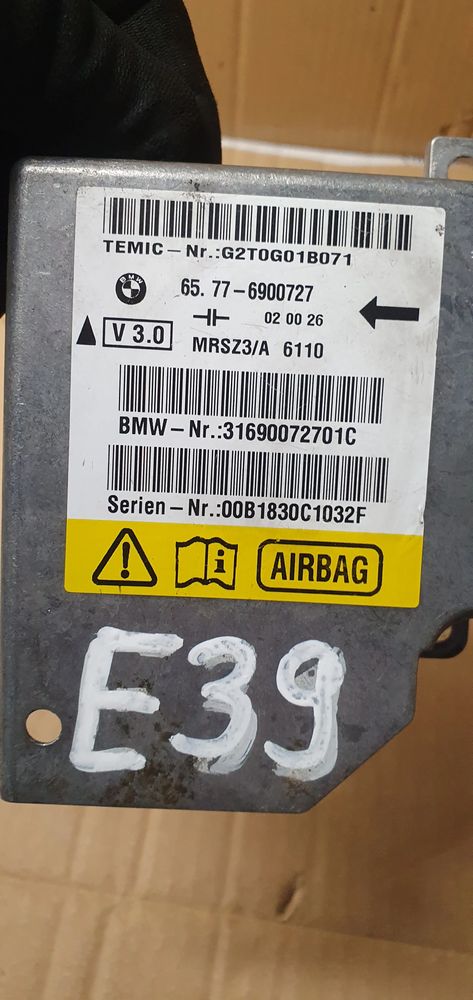 TEMIC-Nr.:G2T0G01B071
BMW
65.77-6900727
02 00 26
V 3.0
MRSZ3/A 6110
BMW-Nr.:31690072701C
Serien-Nr.:00B1830C1032F
i
AIRBAG
E39